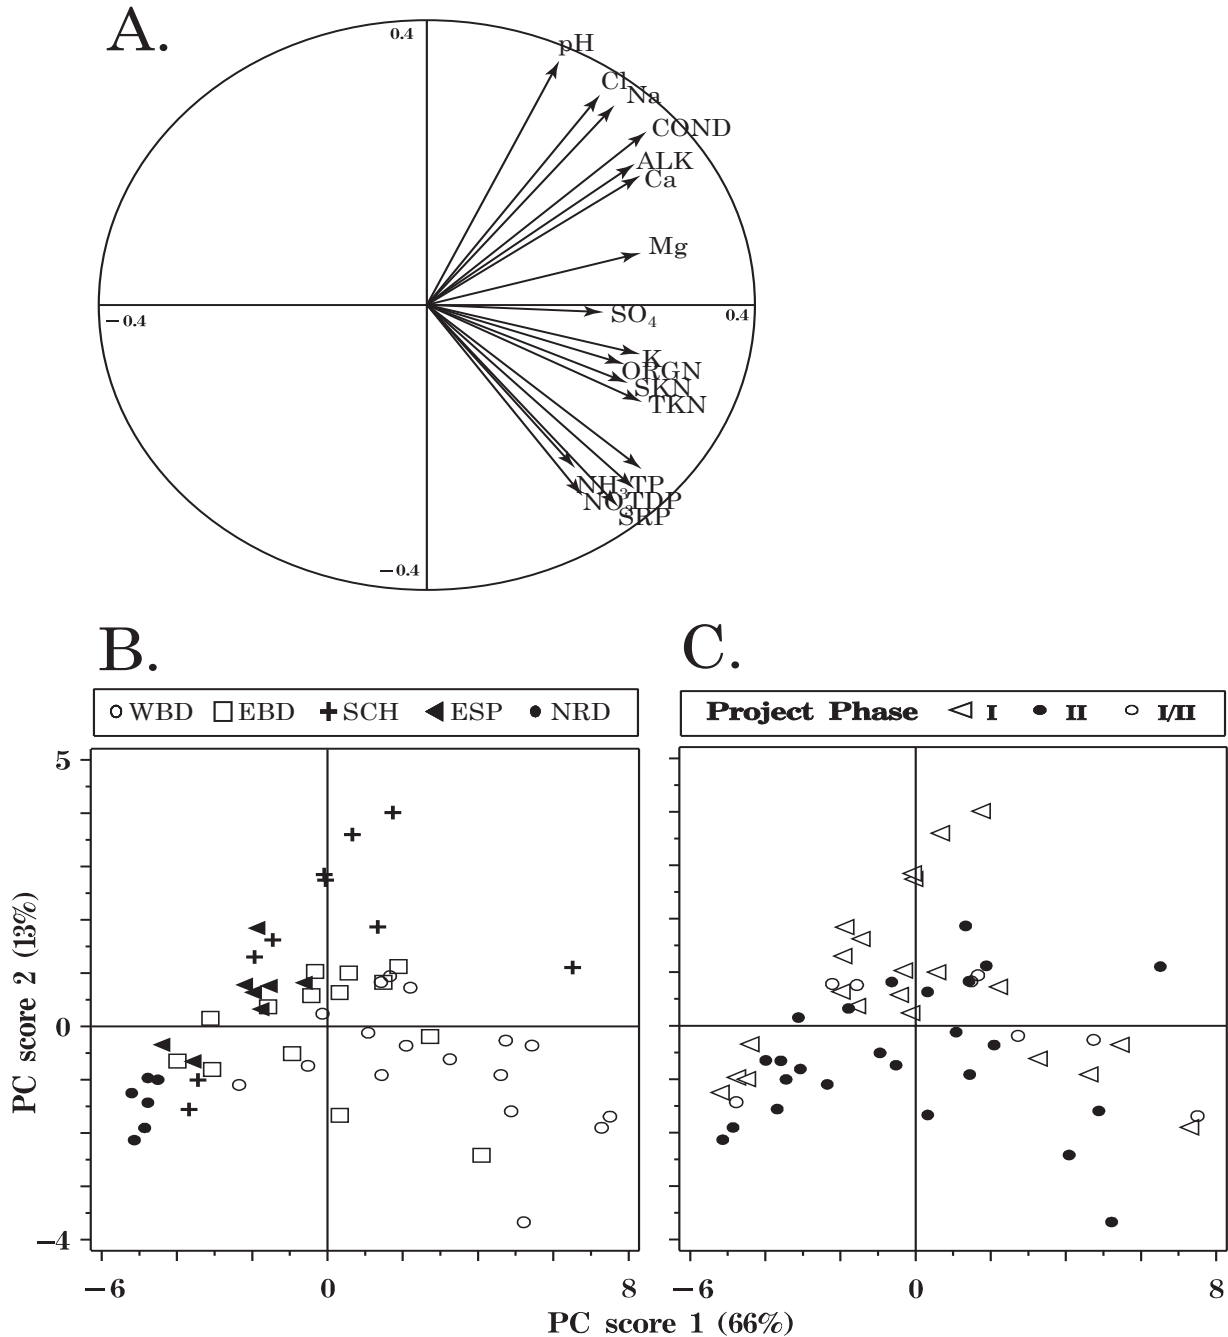 A.
0.4
pH
Cl
Na
COND
ALK
Ca
Mg
−0.4
SO4
0.4
K
ORGN
SKN
TKN
NH3 TP
NO3 TDP
SRP
−0.4
B.
WBD EBD SCH ESP NRD
5
0
−4
−6 0 8
PC score 2 (13%)
C.
Project Phase I II I/II
−6 0 8
PC score 1 (66%)